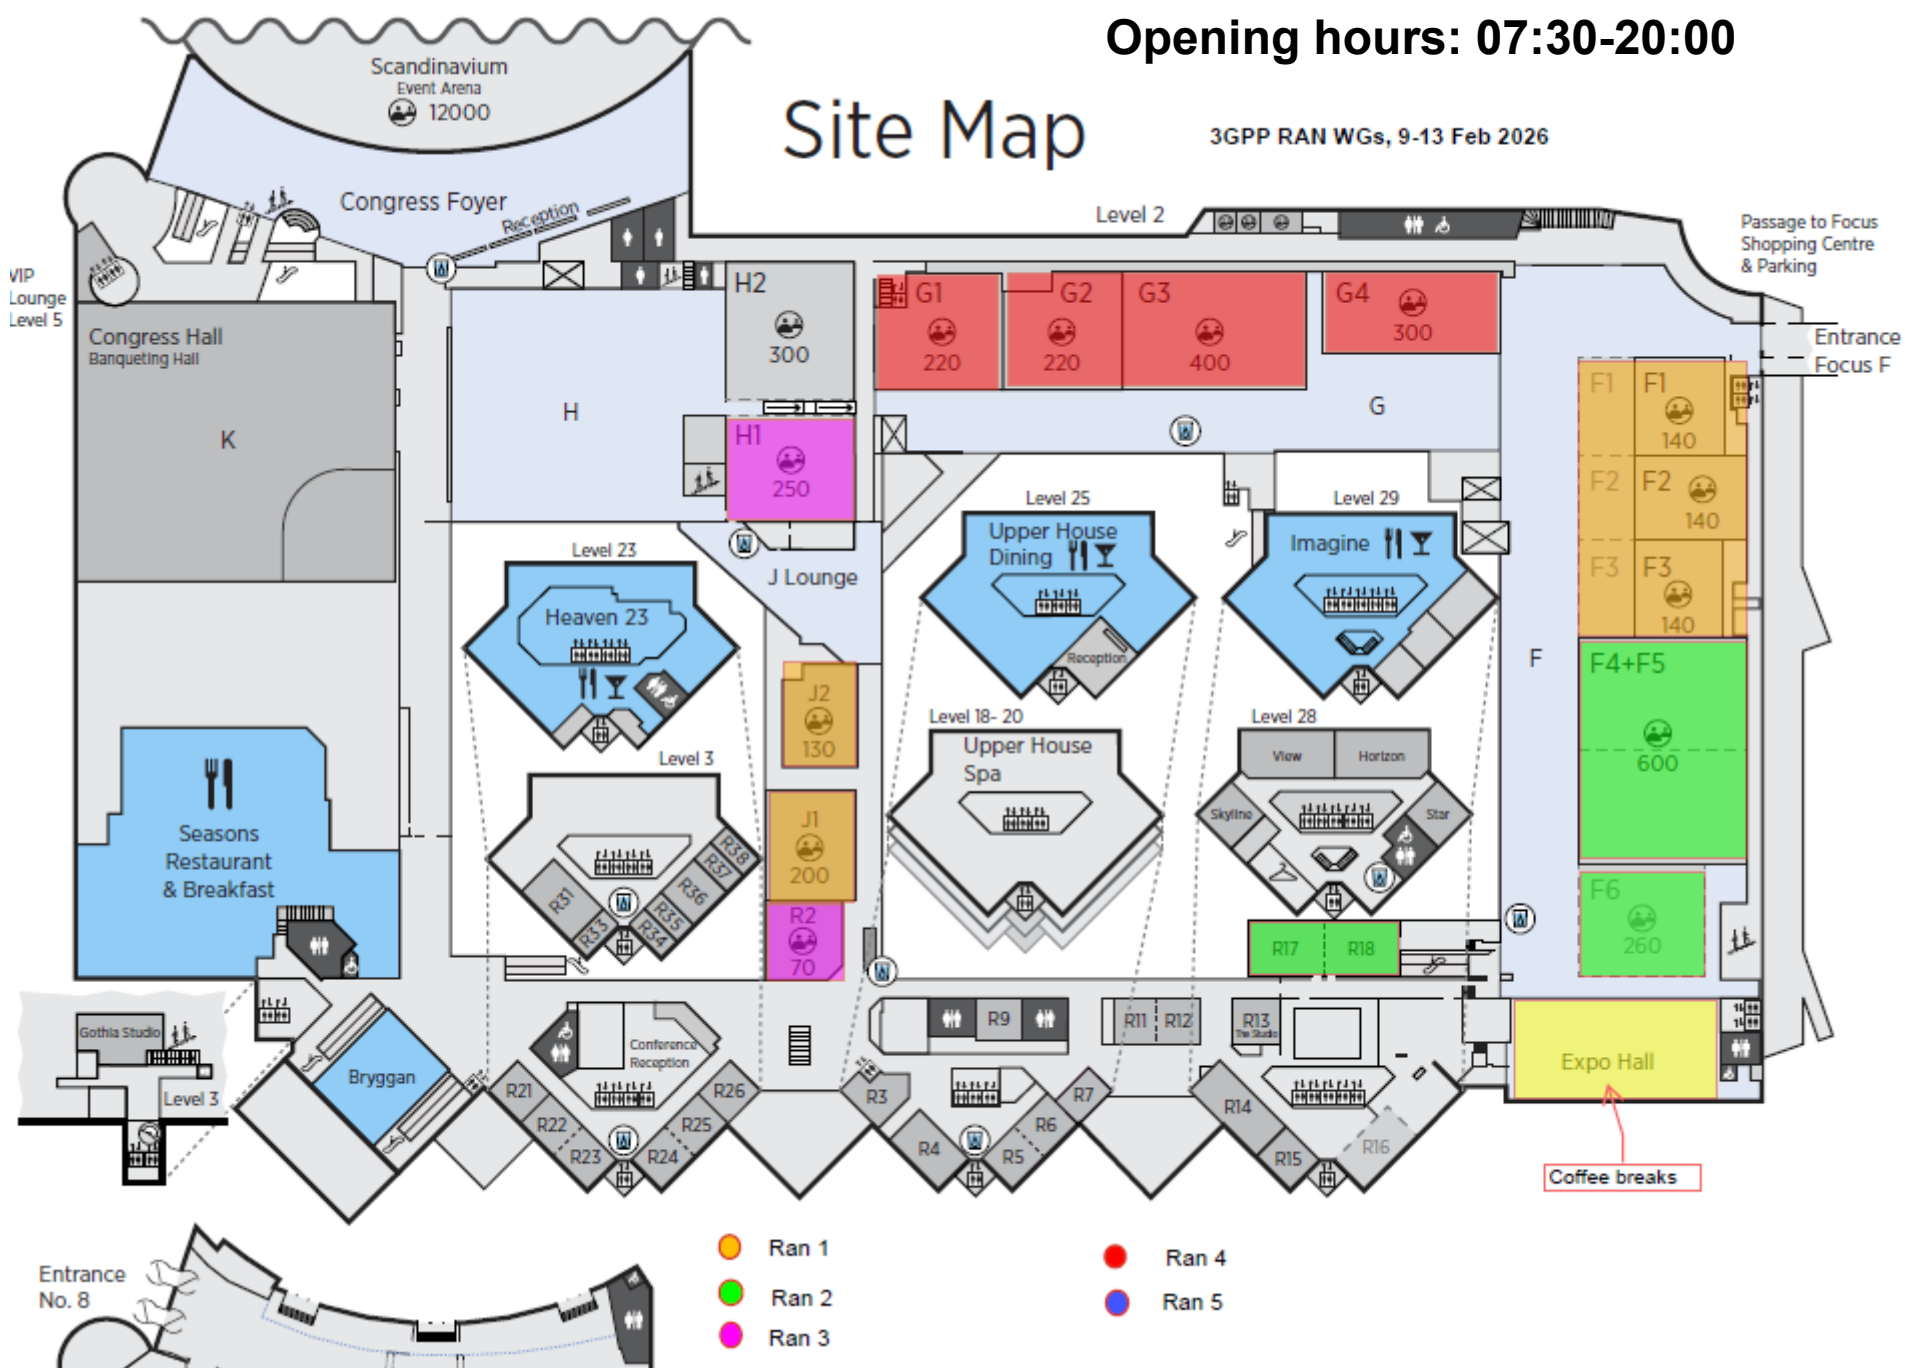 Opening hours: 07:30-20:00
Scandinavium
Event Arena
12000
Site Map
3GPP RAN WGs, 9-13 Feb 2026
Congress Foyer
Reception
Level 2
Passage to Focus
Shopping Centre
& Parking
VIP
Lounge
Level 5
Entrance
Focus F
Congress Hall
Banqueting Hall
K
H
H2
300
H1
250
G1
220
G2
220
G3
400
G4
300
G
F1
F1
140
F2
F2
140
F3
F3
140
F
F4+F5
600
F6
260
Level 23
Heaven 23
J Lounge
Level 25
Upper House
Dining
Reception
Level 29
Imagine
J2
130
Level 18- 20
Upper House
Spa
Level 28
View
Horizon
Skyline
Star
Level 3
R31
R33
R34
R35
R36
R37
R38
J1
200
R2
70
Seasons
Restaurant
& Breakfast
R17
R18
Gothia Studio
Level 3
Bryggan
Conference
Reception
R21
R22
R23
R24
R25
R26
R9
R11
R12
R13
The Studio
R3
R4
R5
R6
R7
R14
R15
R16
Expo Hall
Coffee breaks
Entrance
No. 8
Ran 1
Ran 2
Ran 3
Ran 4
Ran 5